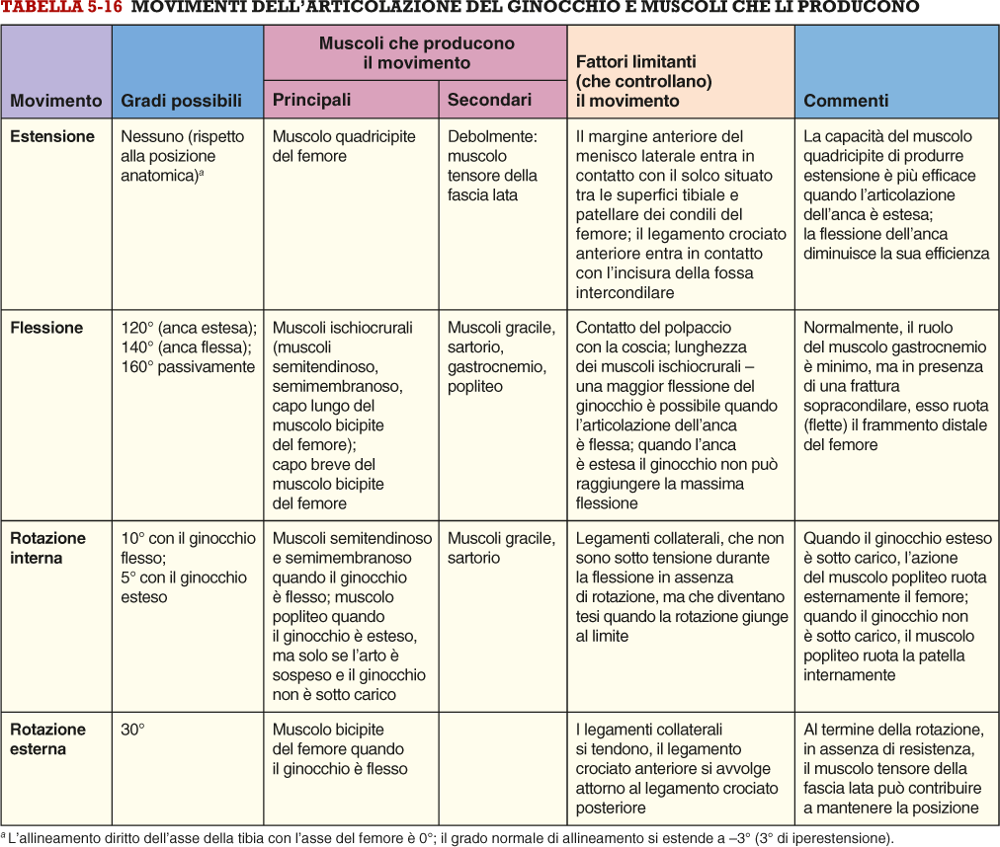 TABELLA 5-16 MOVIMENTI DELL'ARTICOLAZIONE DEL GINOCCHIO E MUSCOLI CHE LI PRODUCONO
Movimento
Gradi possibili
Muscoli che producono
il movimento
Principali
Secondari
Fattori limitanti
(che controllano)
il movimento
Commenti
Estensione
Nessuno (rispetto
alla posizione
anatomica)a
Muscolo quadricipite
del femore
Debolmente:
muscolo
tensore della
fascia lata
Il margine anteriore del
menisco laterale entra in
contatto con il solco situato
tra le superfici tibiale e
patellare dei condili del
femore; il legamento crociato
anteriore entra in contatto
con l'incisura della fossa
intercondilare
La capacità del muscolo
quadricipite di produrre
estensione è più efficace
quando l'articolazione
dell'anca è estesa;
la flessione dell'anca
diminuisce la sua efficienza
Flessione
120° (anca estesa);
140° (anca flessa);
160° passivamente
Muscoli ischiocrurali
(muscoli
semitendinoso,
semimembranoso,
capo lungo del
muscolo bicipite
del femore);
capo breve del
muscolo bicipite
del femore
Muscoli gracile,
sartorio,
gastrocnemio,
popliteo
Contatto del polpaccio
con la coscia; lunghezza
dei muscoli ischiocrurali –
una maggior flessione del
ginocchio è possibile quando
l'articolazione dell'anca
è flessa; quando l'anca
è estesa il ginocchio non può
raggiungere la massima
flessione
Normalmente, il ruolo
del muscolo gastrocnemio
è minimo, ma in presenza
di una frattura
sopracondilare, esso ruota
(flette) il frammento distale
del femore
Rotazione
interna
10° con il ginocchio
flesso;
5° con il ginocchio
esteso
Muscoli semitendinoso
e semimembranoso
quando il ginocchio
è flesso; muscolo
popliteo quando
il ginocchio è esteso,
ma solo se l'arto è
sospeso e il ginocchio
non è sotto carico
Muscoli gracile,
sartorio
Legamenti collaterali, che non
sono sotto tensione durante
la flessione in assenza
di rotazione, ma che diventano
tesi quando la rotazione giunge
al limite
Quando il ginocchio esteso
è sotto carico, l'azione
del muscolo popliteo ruota
esternamente il femore;
quando il ginocchio non
è sotto carico, il muscolo
popliteo ruota la patella
internamente
Rotazione
esterna
30°
Muscolo bicipite
del femore quando
il ginocchio è flesso
I legamenti collaterali
si tendono, il legamento
crociato anteriore si avvolge
attorno al legamento crociato
posteriore
Al termine della rotazione,
in assenza di resistenza,
il muscolo tensore della
fascia lata può contribuire
a mantenere la posizione
a L'allineamento diritto dell'asse della tibia con l'asse del femore è 0°; il grado normale di allineamento si estende a –3° (3° di iperestensione).